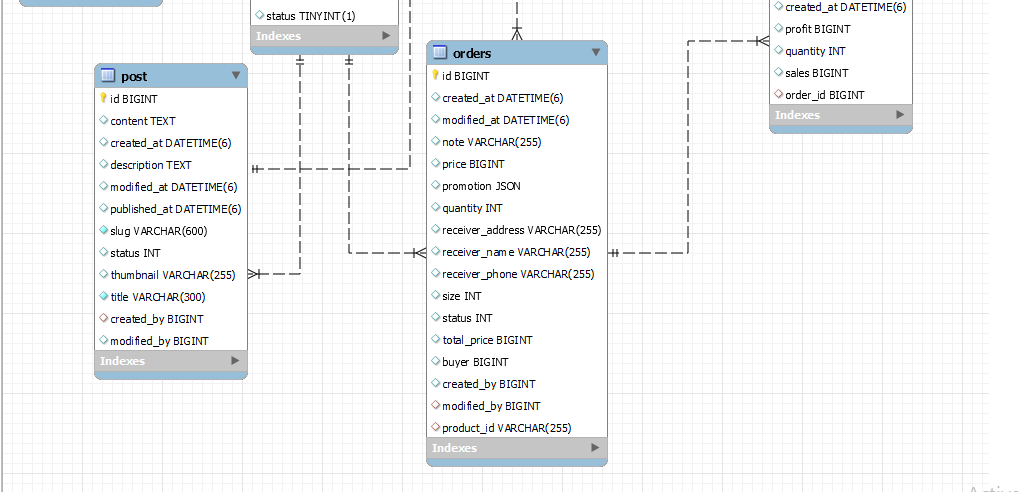 status TINYINT(1)
Indexes
post
id BIGINT
content TEXT
created_at DATETIME(6)
description TEXT
modified_at DATETIME(6)
published_at DATETIME(6)
slug VARCHAR(600)
status INT
thumbnail VARCHAR(255)
title VARCHAR(300)
created_by BIGINT
modified_by BIGINT
Indexes
orders
id BIGINT
created_at DATETIME(6)
modified_at DATETIME(6)
note VARCHAR(255)
price BIGINT
promotion JSON
quantity INT
receiver_address VARCHAR(255)
receiver_name VARCHAR(255)
receiver_phone VARCHAR(255)
size INT
status INT
total_price BIGINT
buyer BIGINT
created_by BIGINT
modified_by BIGINT
product_id VARCHAR(255)
Indexes
created_at DATETIME(6)
profit BIGINT
quantity INT
sales BIGINT
order_id BIGINT
Indexes